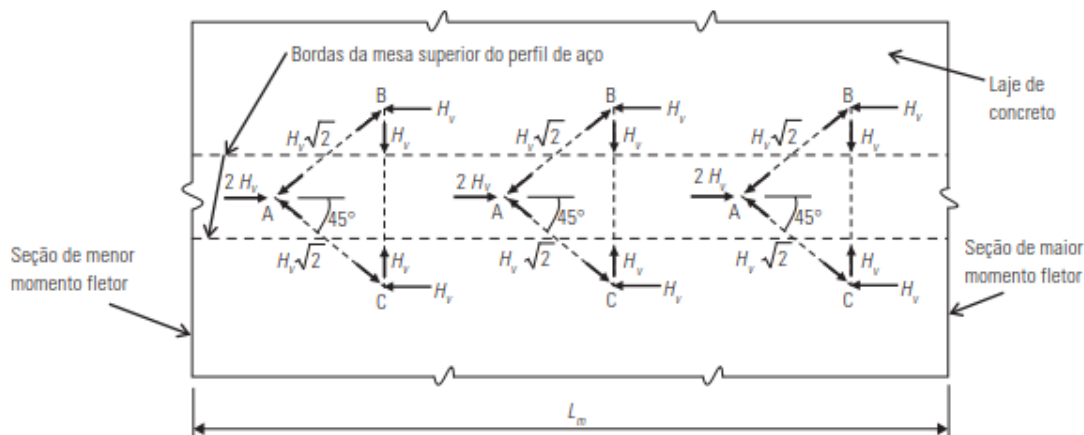 Bordas da mesa superior do perfil de aço
Laje de
concreto
B
H_v
H_v
H_v√2
2 H_v
A
45°
H_v√2
H_v
C
H_v
B
H_v
H_v
H_v√2
2 H_v
A
45°
H_v√2
H_v
C
H_v
B
H_v
H_v
H_v√2
2 H_v
A
45°
H_v√2
H_v
C
H_v
Seção de menor
momento fletor
Seção de maior
momento fletor
L_m